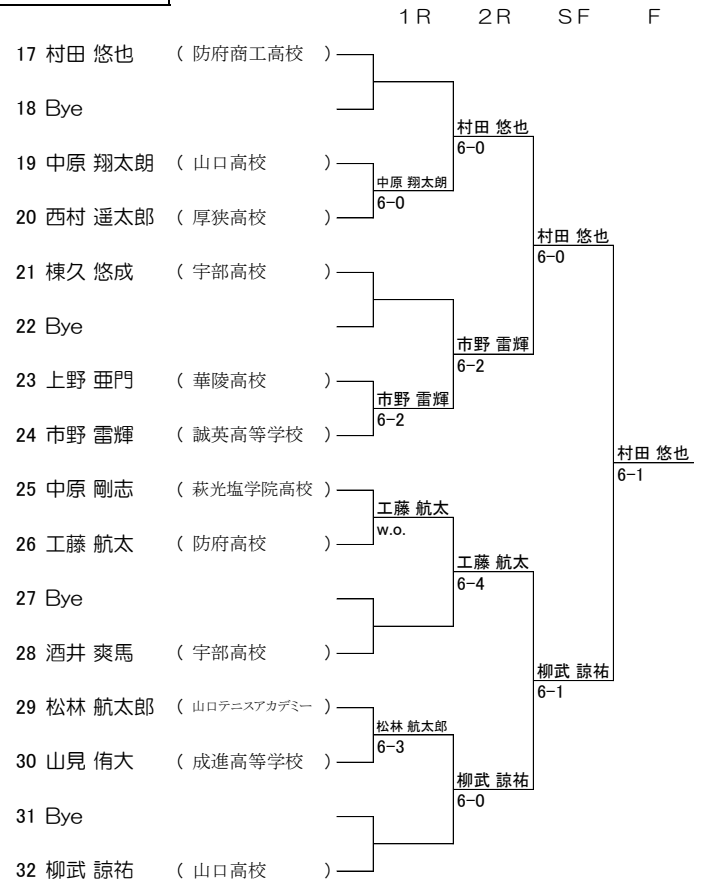 1R 2R SF F
17 村田 悠也 ( 防府商工高校 )
18 Bye
村田 悠也
6-0
19 中原 翔太朗 ( 山口高校 )
中原 翔太朗
6-0
20 西村 遥太郎 ( 厚狭高校 )
村田 悠也
6-0
21 棟久 悠成 ( 宇部高校 )
22 Bye
市野 雷輝
6-2
23 上野 亜門 ( 華陵高校 )
市野 雷輝
6-2
24 市野 雷輝 ( 誠英高等学校 )
村田 悠也
6-1
25 中原 剛志 ( 萩光塩学院高校 )
工藤 航太
w.o.
26 工藤 航太 ( 防府高校 )
工藤 航太
6-4
27 Bye
28 酒井 爽馬 ( 宇部高校 )
柳武 諒祐
6-1
29 松林 航太郎 ( 山口テニスアカデミー )
松林 航太郎
6-3
30 山見 侑大 ( 成進高等学校 )
柳武 諒祐
6-0
31 Bye
32 柳武 諒祐 ( 山口高校 )